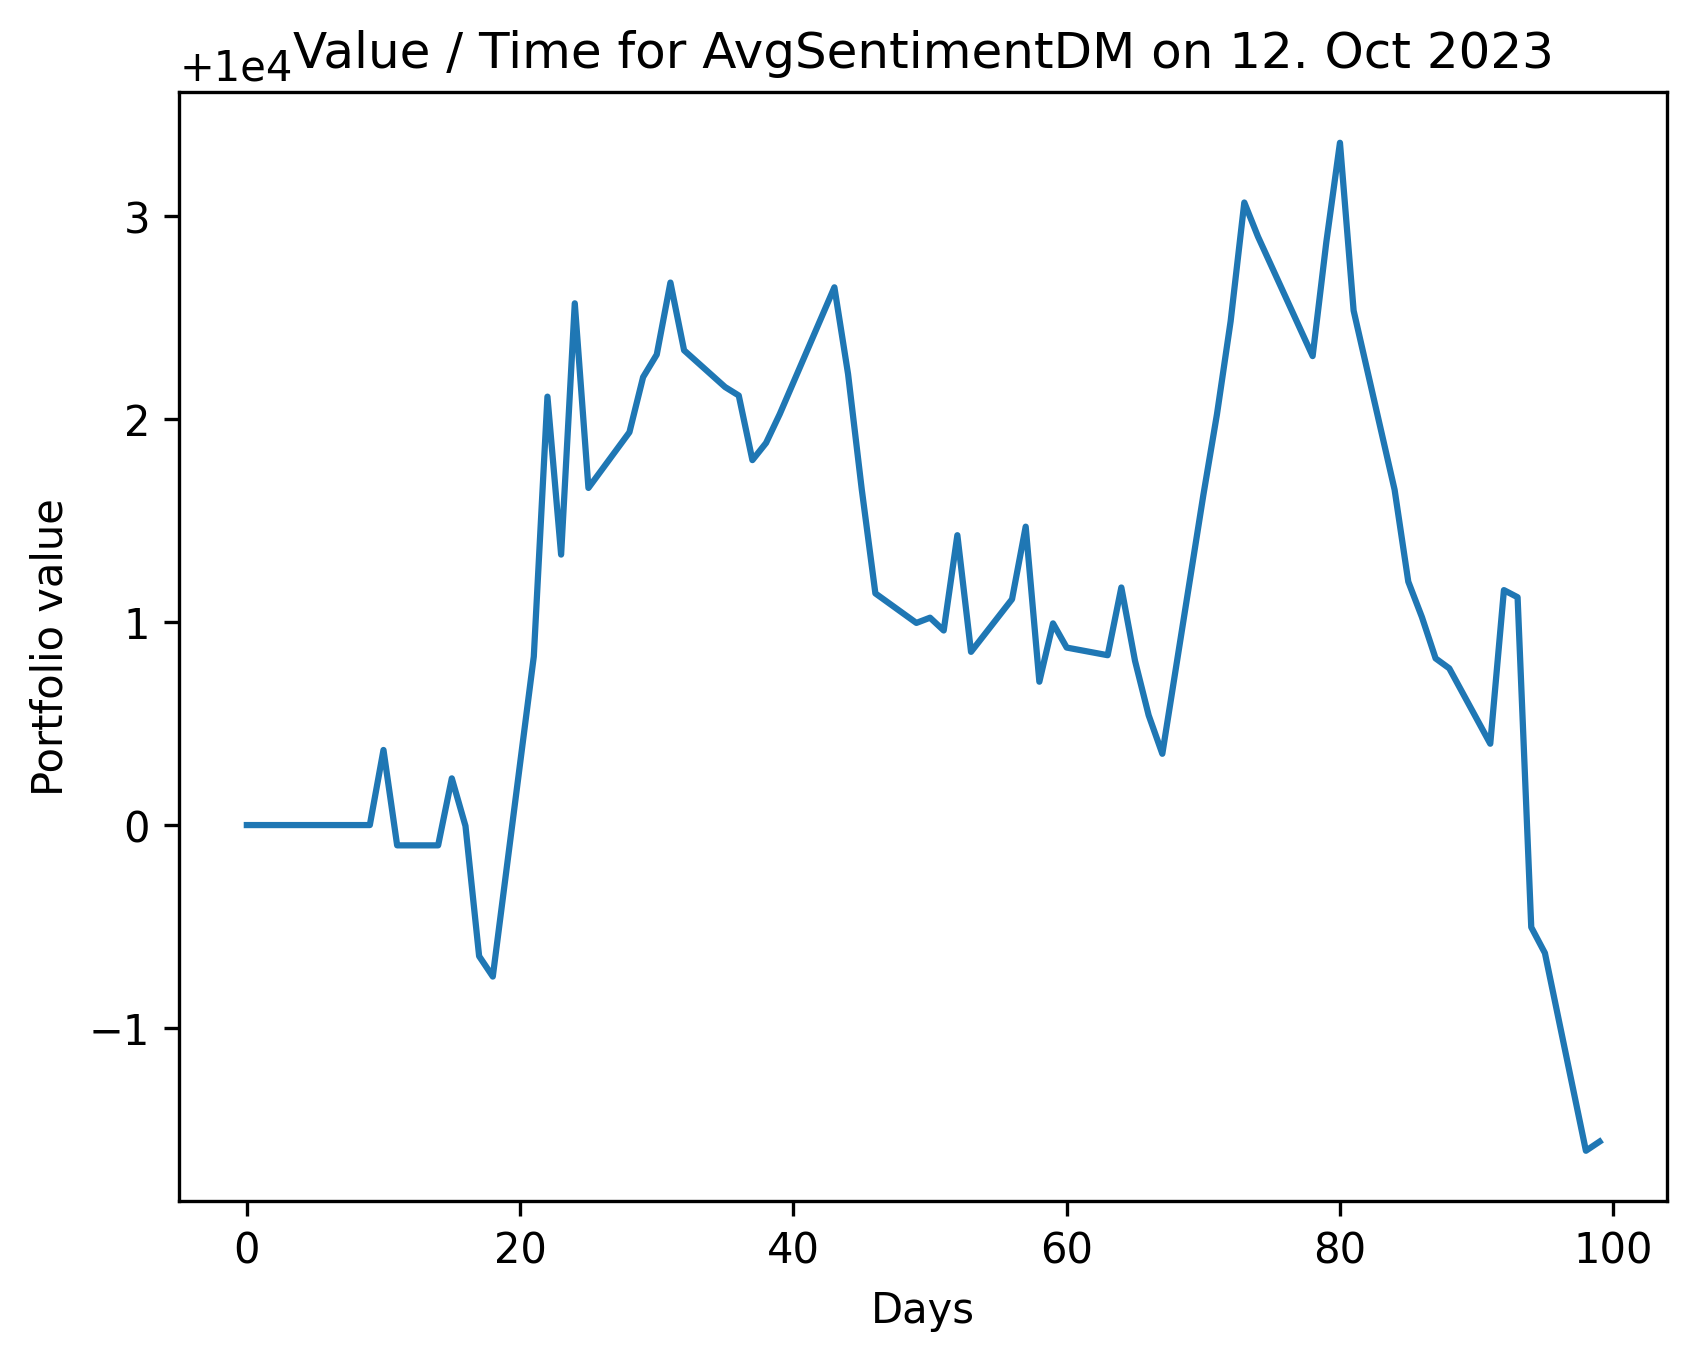 Value / Time for AvgSentimentDM on 12. Oct 2023
+1e4
3
2
1
0
−1
Portfolio value
0 20 40 60 80 100
Days